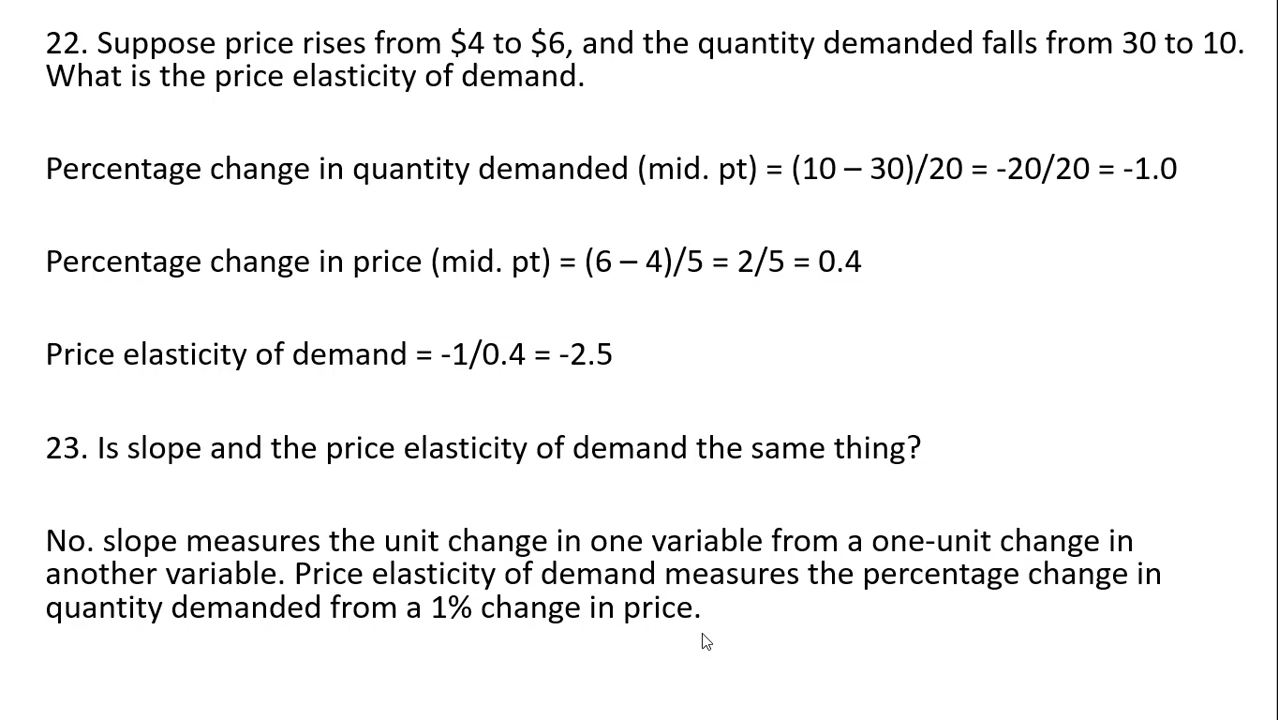 22. Suppose price rises from $4 to $6, and the quantity demanded falls from 30 to 10.
What is the price elasticity of demand.
Percentage change in quantity demanded (mid. pt) = (10 – 30)/20 = -20/20 = -1.0
Percentage change in price (mid. pt) = (6 – 4)/5 = 2/5 = 0.4
Price elasticity of demand = -1/0.4 = -2.5
23. Is slope and the price elasticity of demand the same thing?
No. slope measures the unit change in one variable from a one-unit change in
another variable. Price elasticity of demand measures the percentage change in
quantity demanded from a 1% change in price.